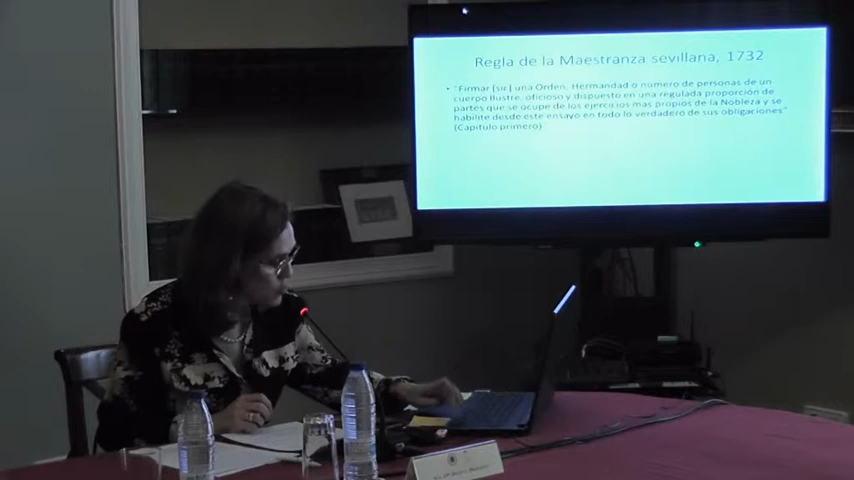 Regla de la Maestranza sevillana, 1732
• "Firmar [sic] una Orden, Hermandad o número de personas de un
cuerpo Ilustre, oficioso y dispuesto en una regulada proporción de
partes que se ocupe de los ejercicios mas propios de la Nobleza y se
habilite desde este ensayo en todo lo verdadero de sus obligaciones"
(Capítulo primero)